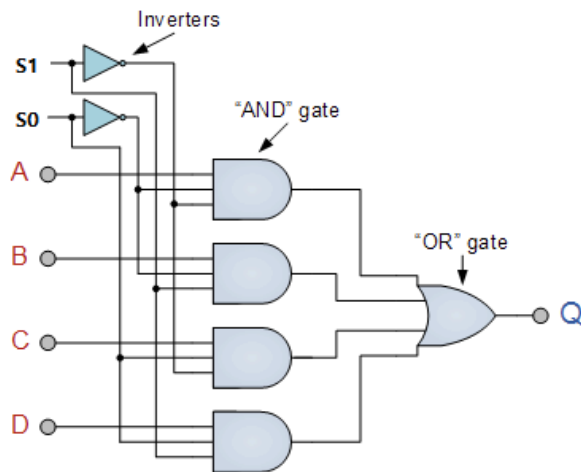 Inverters
S1
S0
"AND" gate
A
B
"OR" gate
Q
C
D